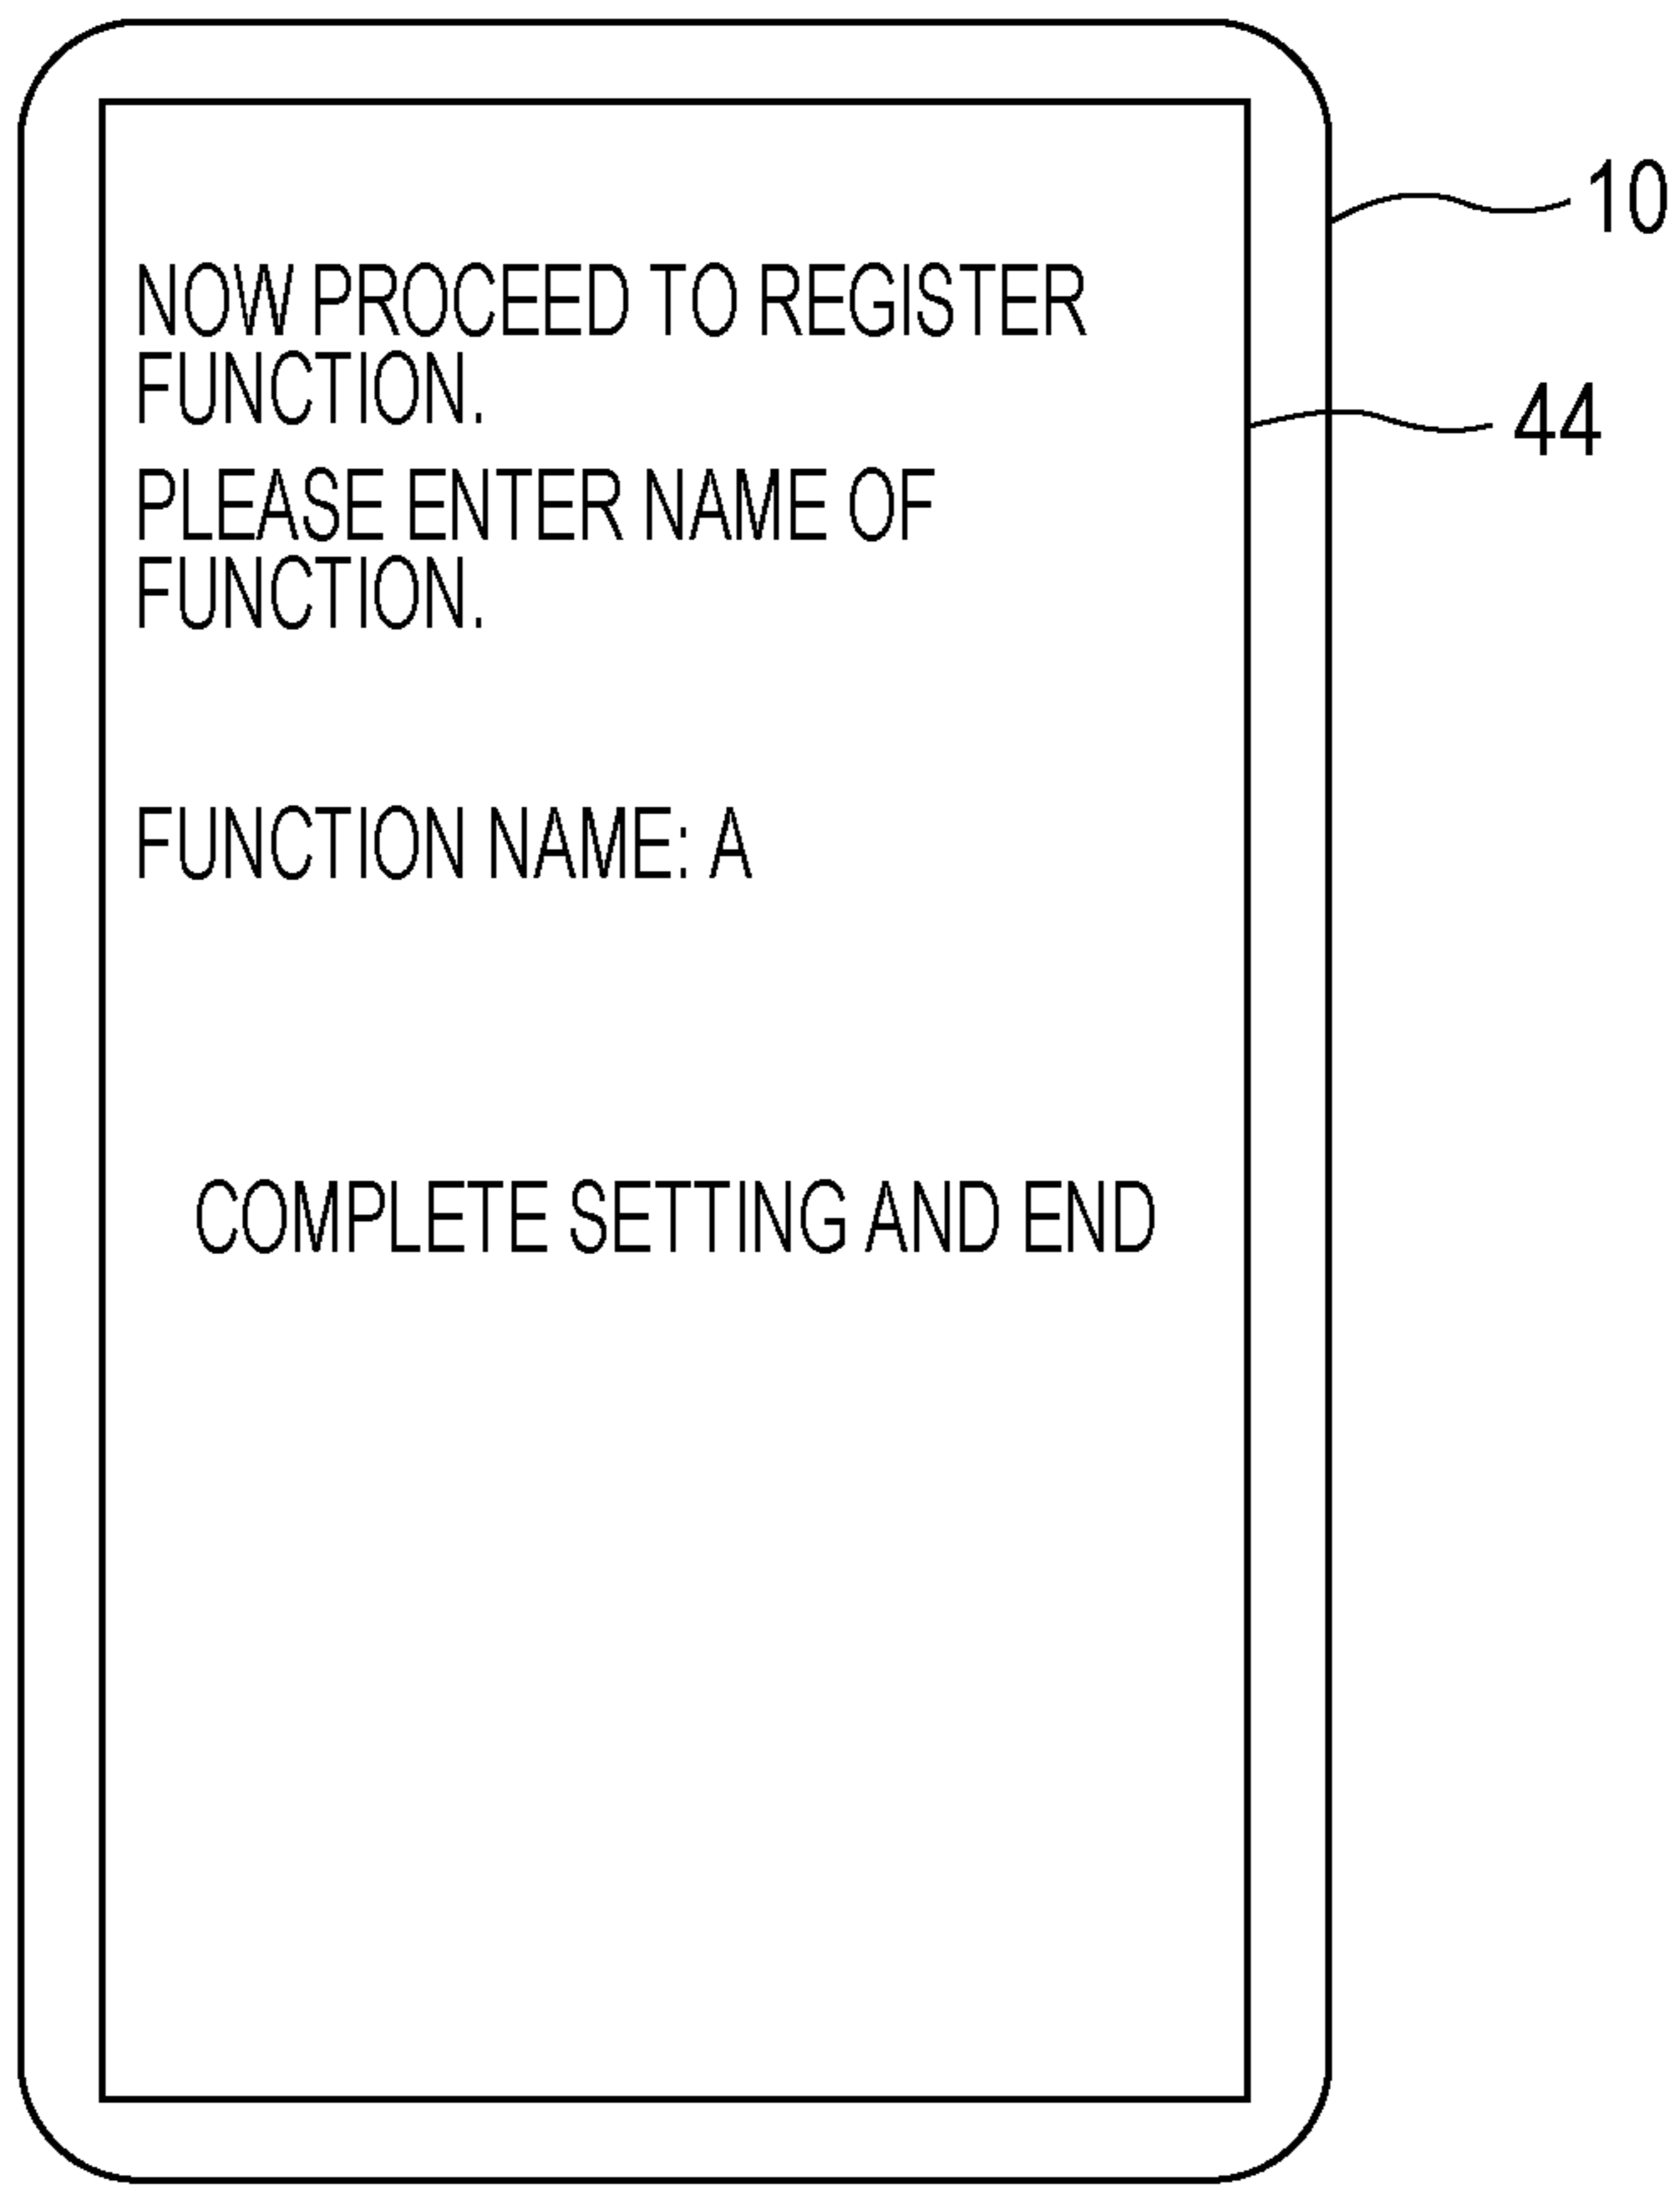 10
NOW PROCEED TO REGISTER
FUNCTION.
44
PLEASE ENTER NAME OF
FUNCTION.
FUNCTION NAME: A
COMPLETE SETTING AND END